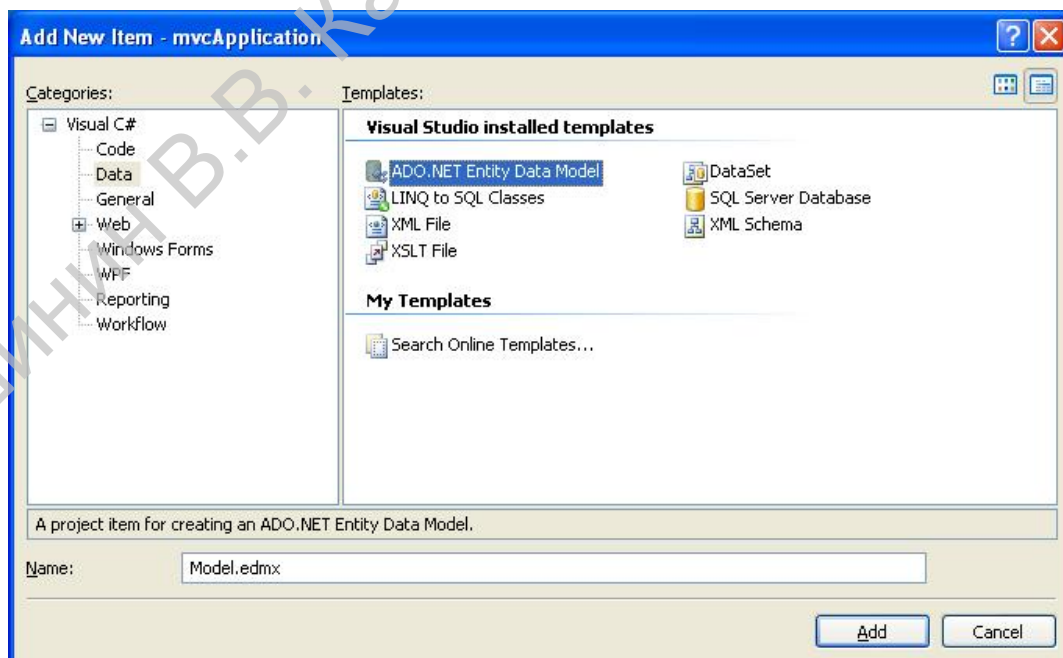 Add New Item - mvcApplication
Categories:
Templates:
Visual C#
Code
Data
General
Web
Windows Forms
WPF
Reporting
Workflow
Visual Studio installed templates
ADO.NET Entity Data Model
LINQ to SQL Classes
XML File
XSLT File
DataSet
SQL Server Database
XML Schema
My Templates
Search Online Templates...
A project item for creating an ADO.NET Entity Data Model.
Name:
Model.edmx
Add
Cancel
В.В.